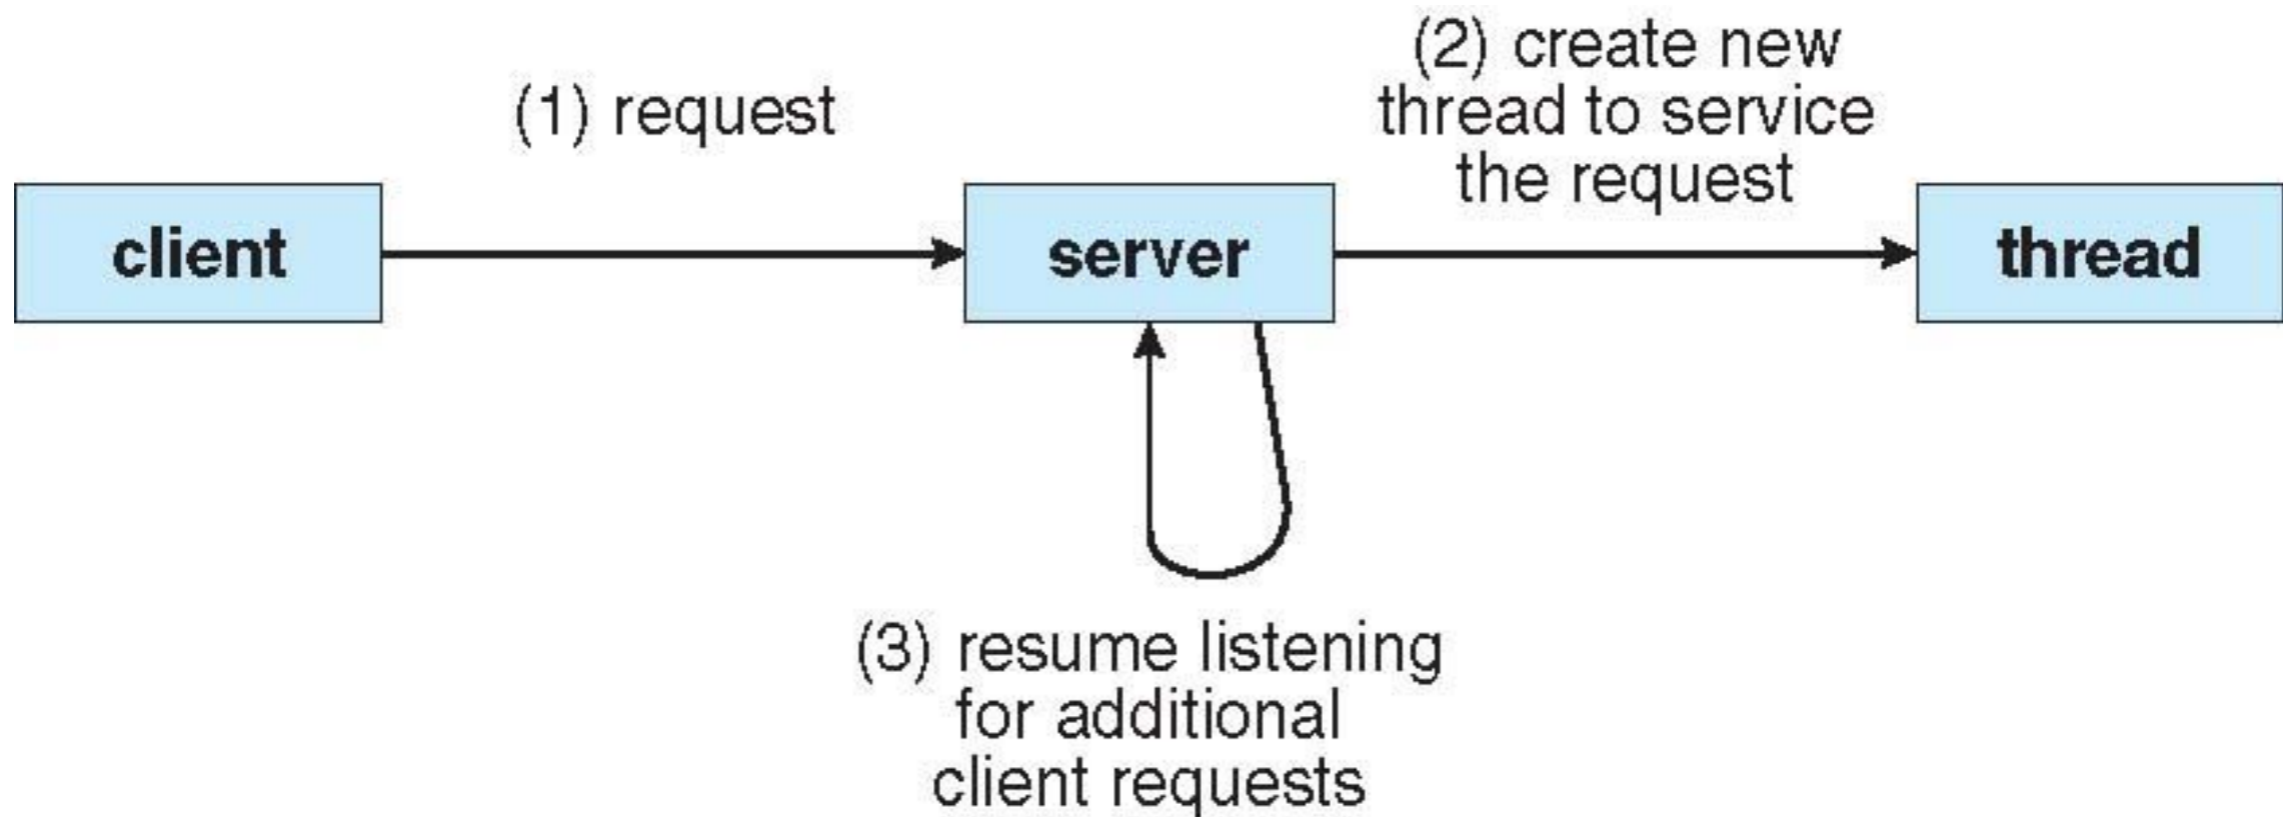 (1) request
(2) create new
thread to service
the request
client
server
thread
(3) resume listening
for additional
client requests